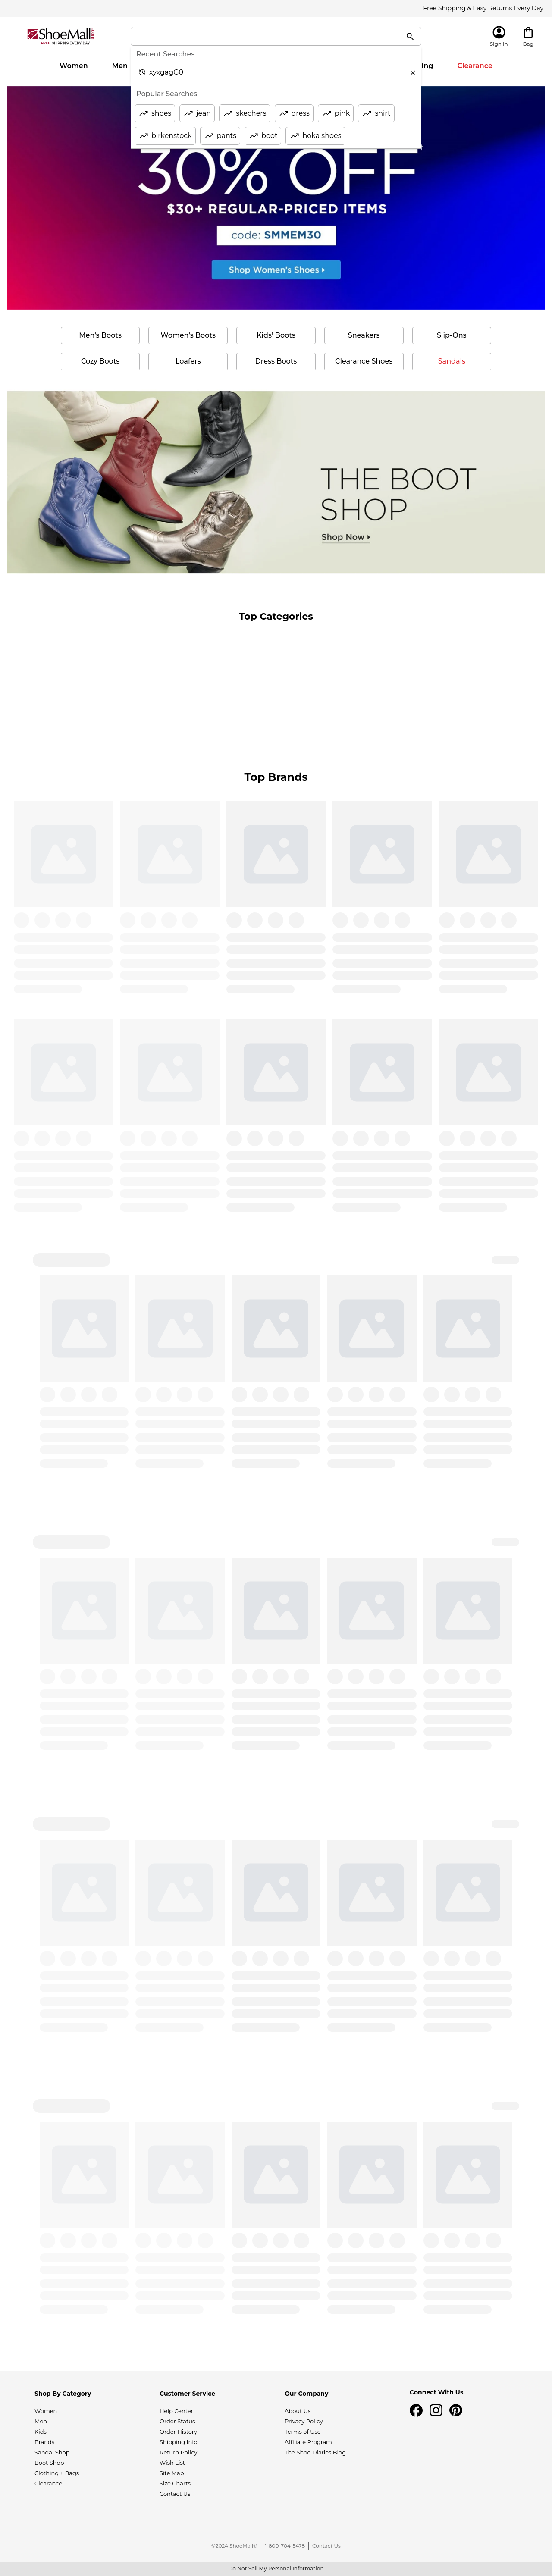 Free Shipping & Easy Returns Every Day
ShoeMall
FREE SHIPPING EVERY DAY
Sign In
Bag
Recent Searches
xyxgagG0
Popular Searches
shoes
jean
skechers
dress
pink
shirt
birkenstock
pants
boot
hoka shoes
Women
Men
ing
Clearance
30% OFF
$30+ REGULAR-PRICED ITEMS
code: SMMEM30
Shop Women's Shoes
Men's Boots
Women's Boots
Kids' Boots
Sneakers
Slip-Ons
Cozy Boots
Loafers
Dress Boots
Clearance Shoes
Sandals
THE BOOT
SHOP
Shop Now
Top Categories
Top Brands
Shop By Category
Women
Men
Kids
Brands
Sandal Shop
Boot Shop
Clothing + Bags
Clearance
Customer Service
Help Center
Order Status
Order History
Shipping Info
Return Policy
Wish List
Site Map
Size Charts
Contact Us
Our Company
About Us
Privacy Policy
Terms of Use
Affiliate Program
The Shoe Diaries Blog
Connect With Us
©2024 ShoeMall® | 1-800-704-5478 | Contact Us
Do Not Sell My Personal Information